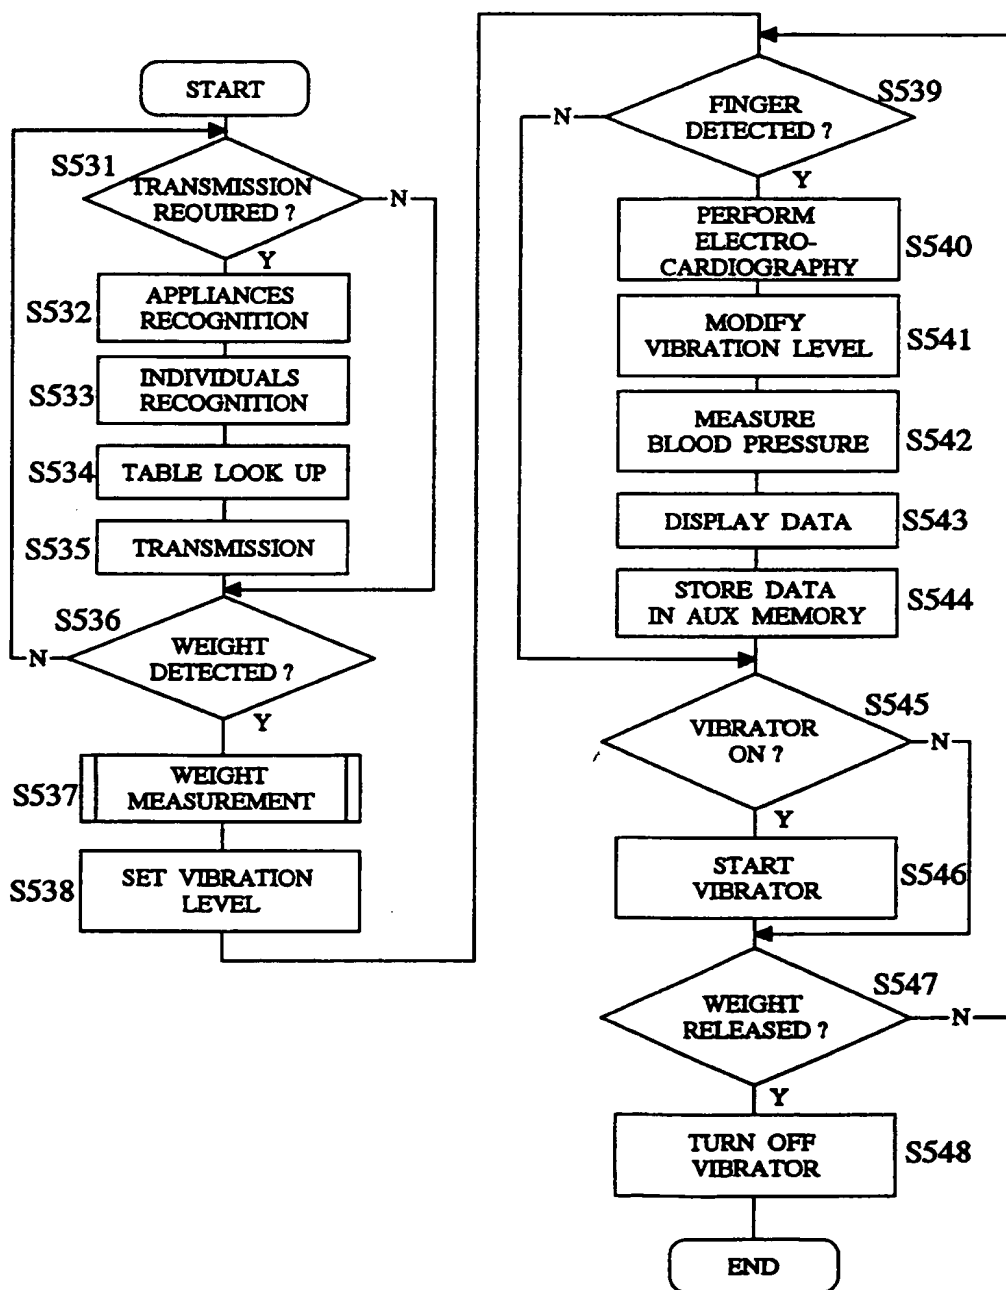 START
S531
TRANSMISSION
REQUIRED ?
N
Y
S532
APPLIANCES
RECOGNITION
S533
INDIVIDUALS
RECOGNITION
S534
TABLE LOOK UP
S535
TRANSMISSION
S536
WEIGHT
DETECTED ?
N
Y
S537
WEIGHT
MEASUREMENT
S538
SET VIBRATION
LEVEL
S539
FINGER
DETECTED ?
N
Y
PERFORM
ELECTRO-
CARDIOGRAPHY
S540
MODIFY
VIBRATION LEVEL
S541
MEASURE
BLOOD PRESSURE
S542
DISPLAY DATA
S543
STORE DATA
IN AUX MEMORY
S544
S545
VIBRATOR
ON ?
N
Y
START
VIBRATOR
S546
S547
WEIGHT
RELEASED ?
N
Y
TURN OFF
VIBRATOR
S548
END